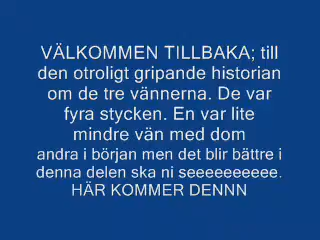 VÄLKOMMEN TILLBAKA; till
den otroligt gripande historian
om de tre vännerna. De var
fyra stycken. En var lite
mindre vän med dom
andra i början men det blir bättre i
denna delen ska ni seeeeeeeeee.
HÄR KOMMER DENNN